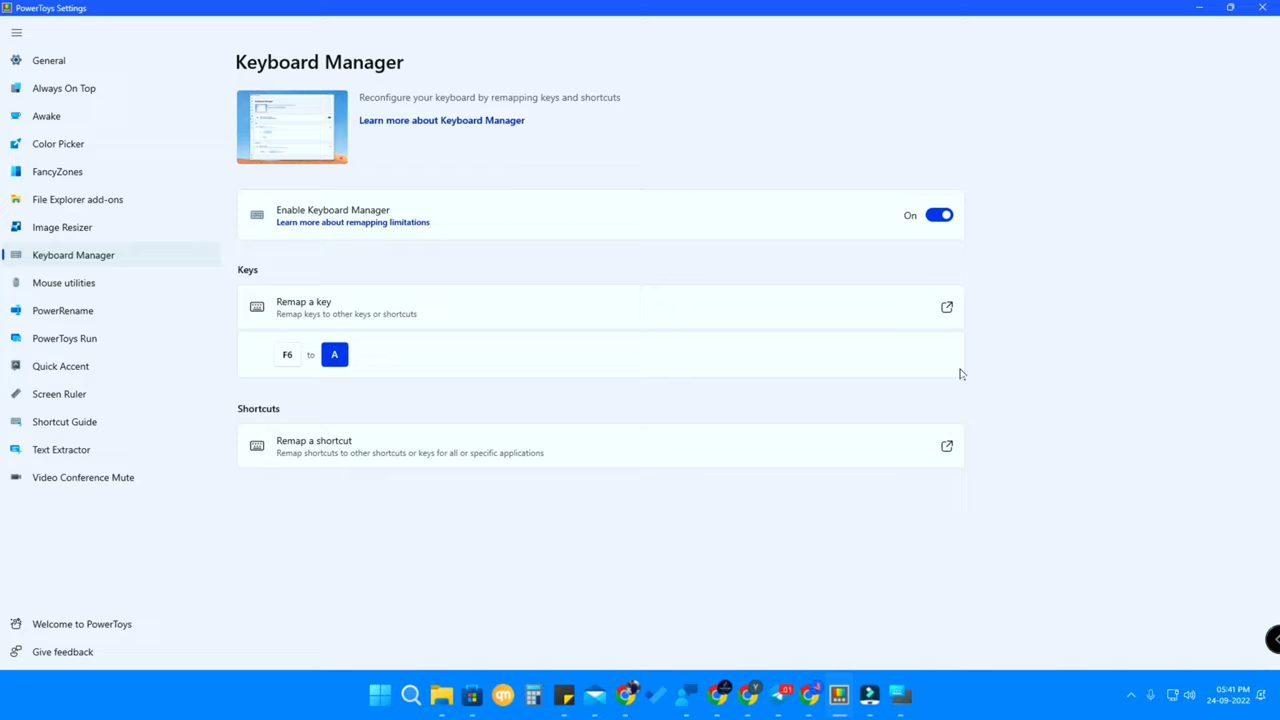 PowerToys Settings
General
Always On Top
Awake
Color Picker
FancyZones
File Explorer add-ons
Image Resizer
Keyboard Manager
Mouse utilities
PowerRename
PowerToys Run
Quick Accent
Screen Ruler
Shortcut Guide
Text Extractor
Video Conference Mute
Welcome to PowerToys
Give feedback
Keyboard Manager
Reconfigure your keyboard by remapping keys and shortcuts
Learn more about Keyboard Manager
Enable Keyboard Manager
Learn more about remapping limitations
On
Keys
Remap a key
Remap keys to other keys or shortcuts
F6 to A
Shortcuts
Remap a shortcut
Remap shortcuts to other shortcuts or keys for all or specific applications
05:41 PM
24-09-2022